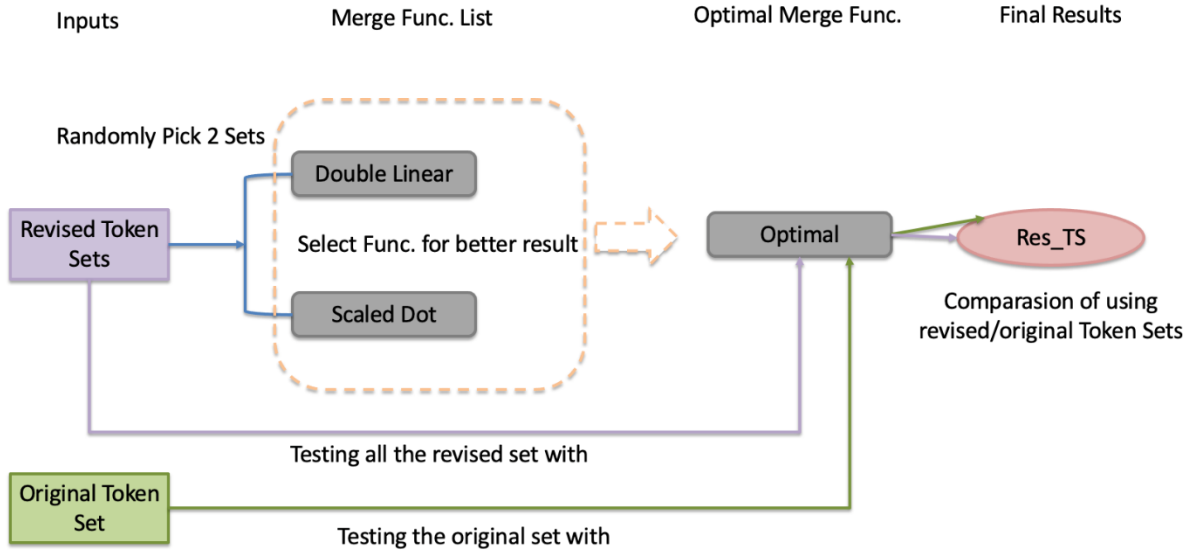 Inputs
Merge Func. List
Optimal Merge Func.
Final Results
Randomly Pick 2 Sets
Double Linear
Revised Token
Sets
Select Func. for better result
Optimal
Res_TS
Scaled Dot
Comparasion of using
revised/original Token Sets
Testing all the revised set with
Original Token
Set
Testing the original set with